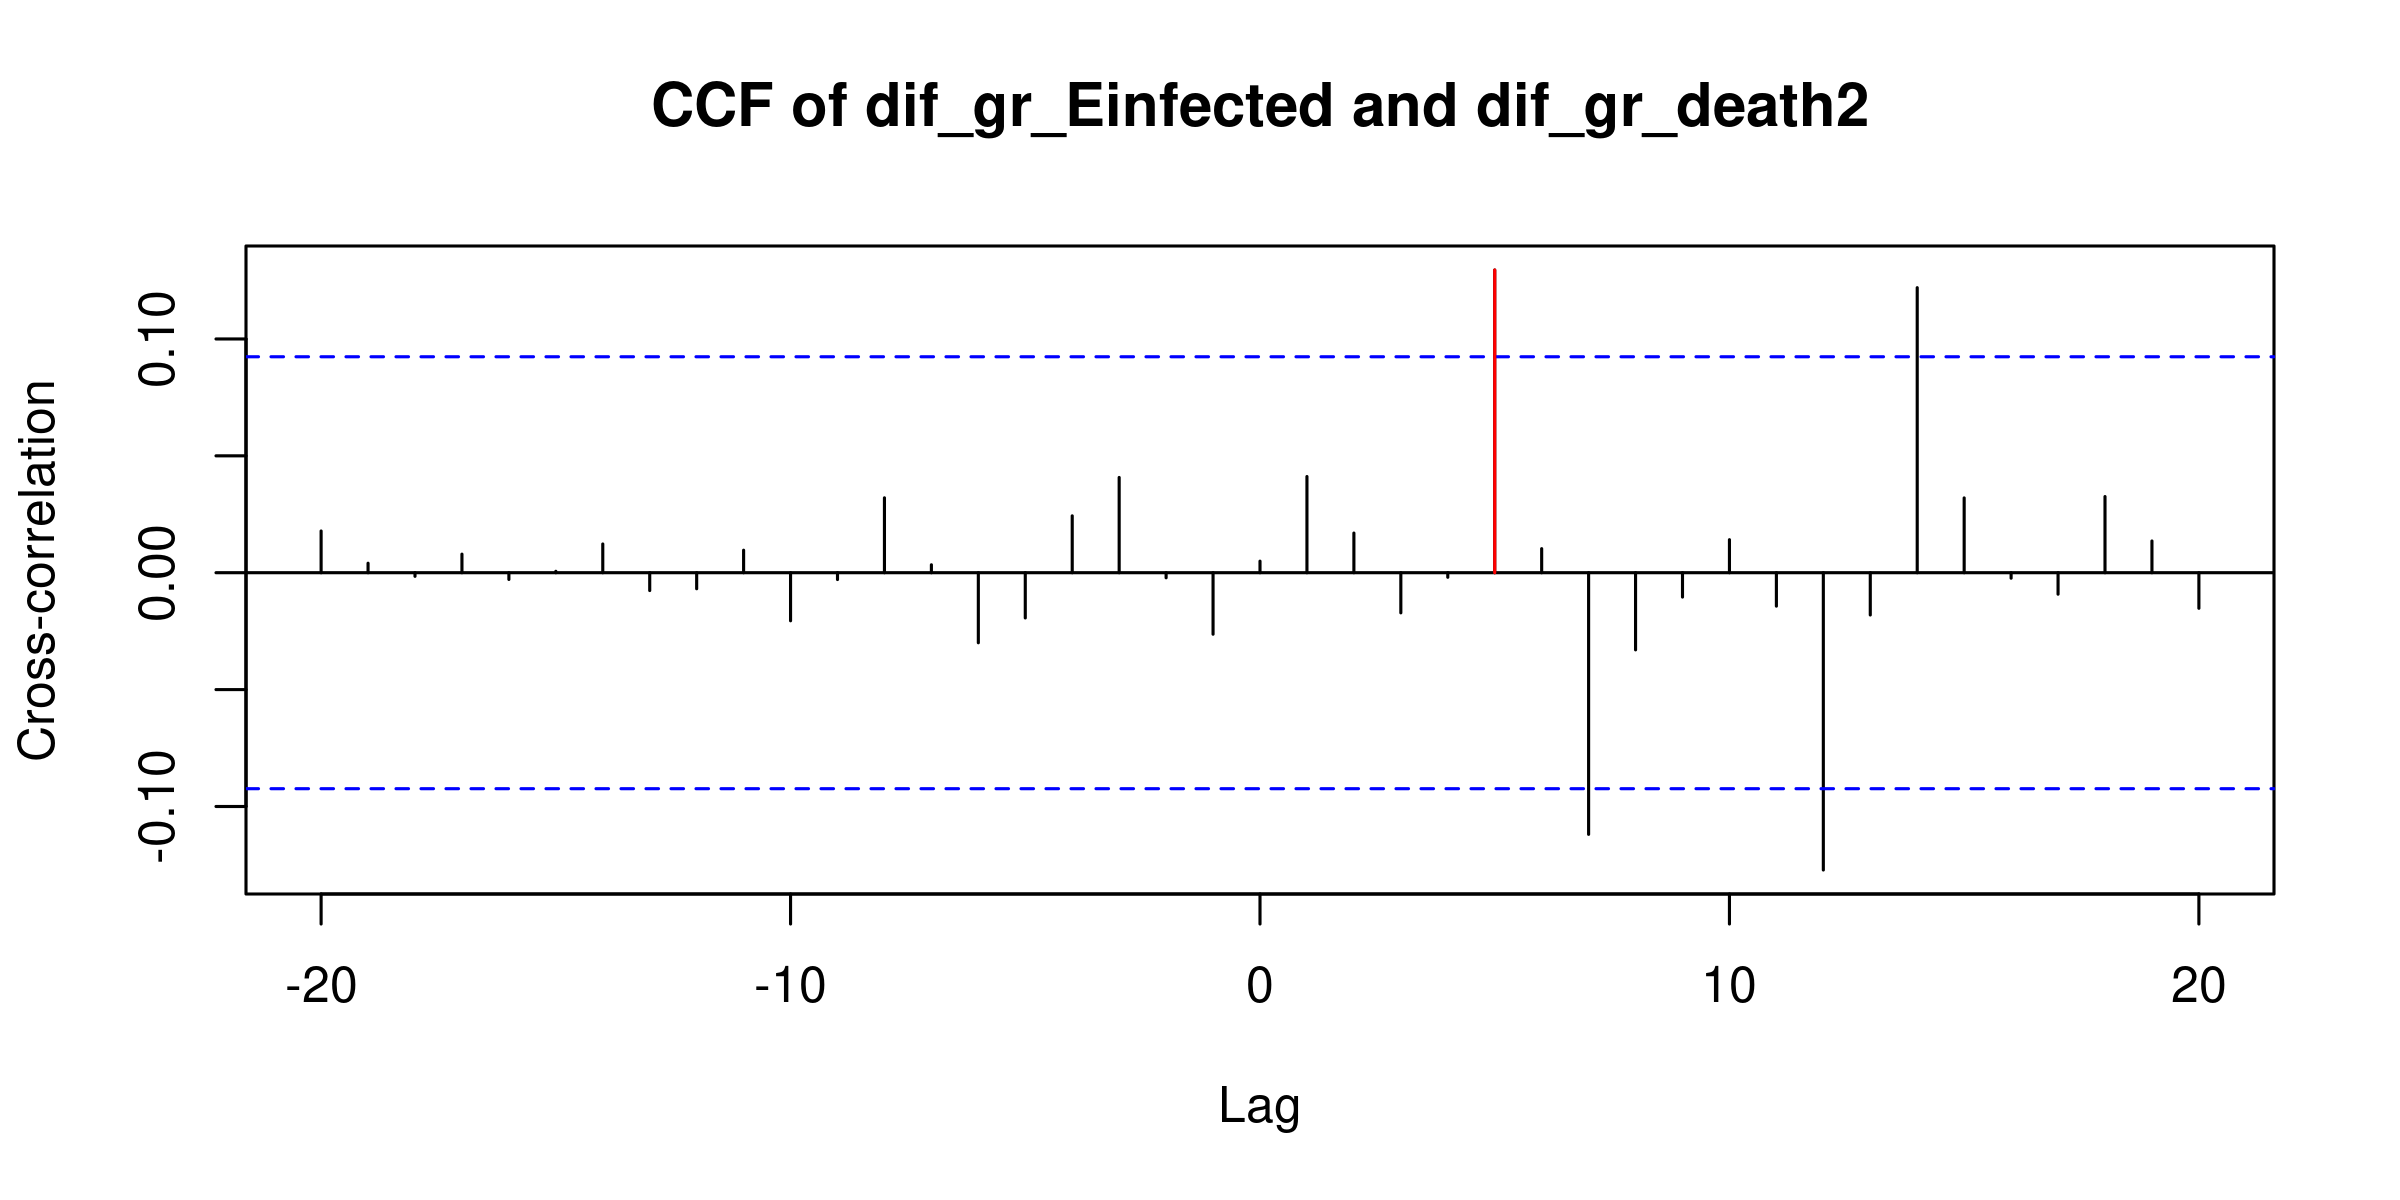 CCF of dif_gr_Einfected and dif_gr_death2
Cross-correlation
0.10
0.00
-0.10
-20 -10 0 10 20
Lag